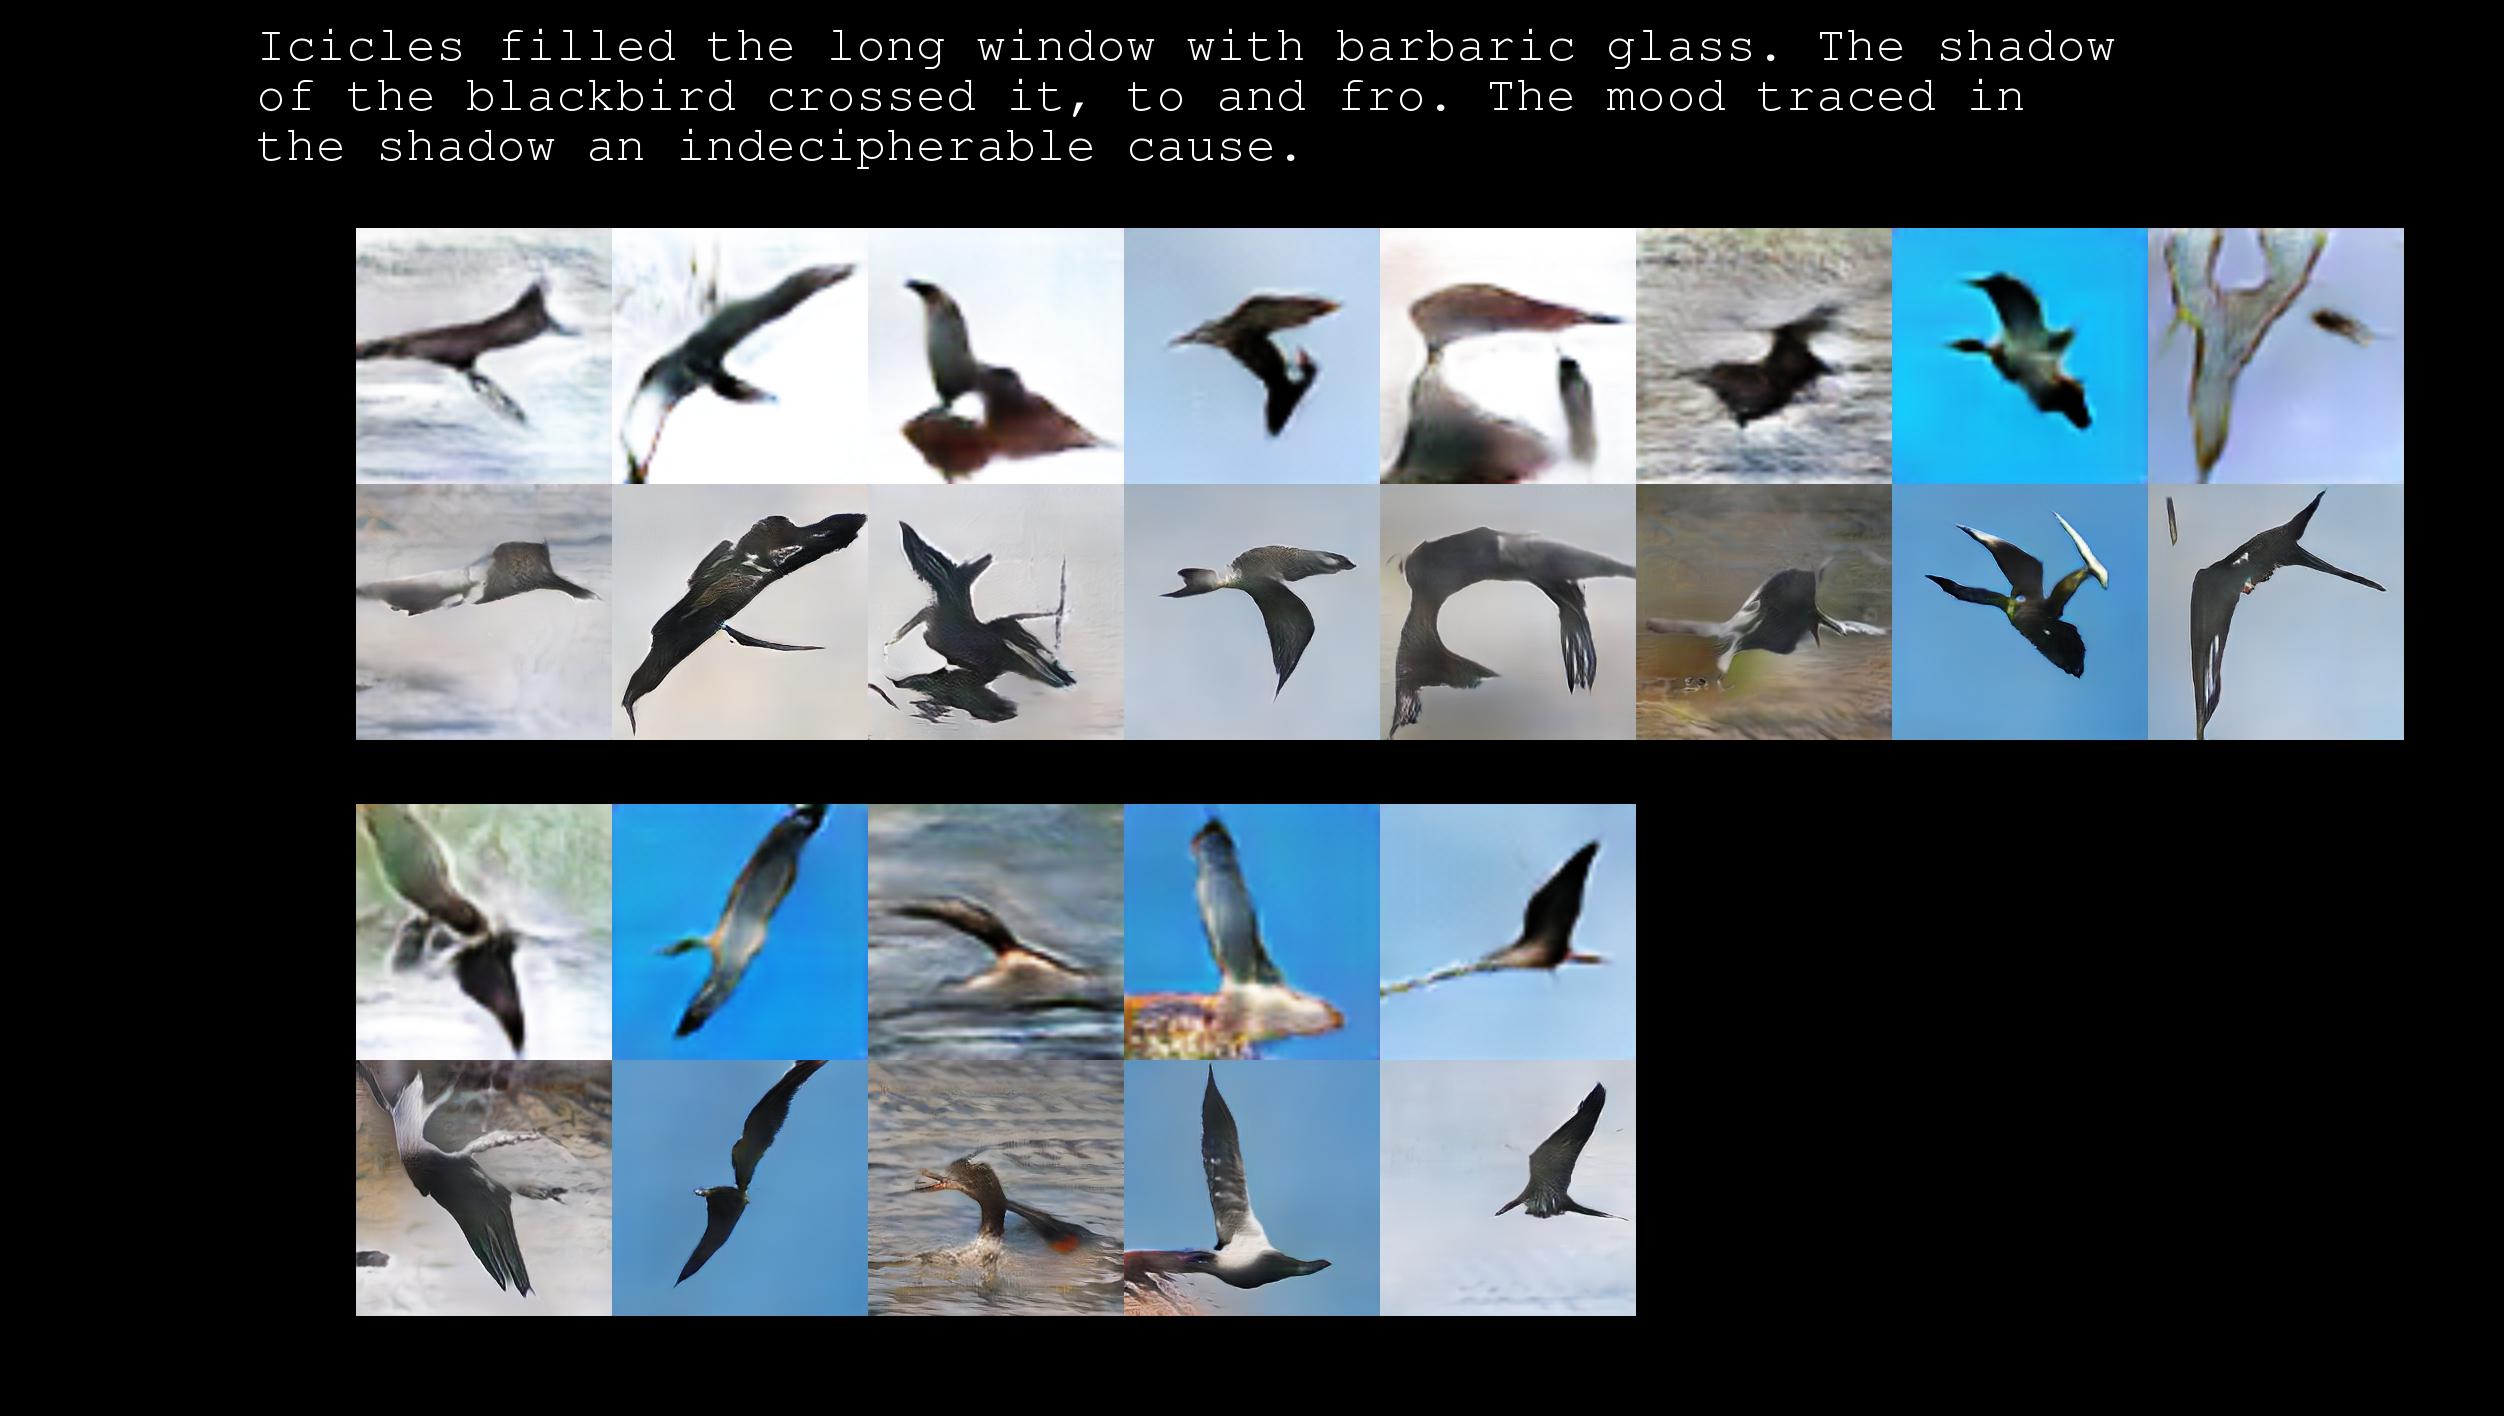 Icicles filled the long window with barbaric glass. The shadow
of the blackbird crossed it, to and fro. The mood traced in
the shadow an indecipherable cause.